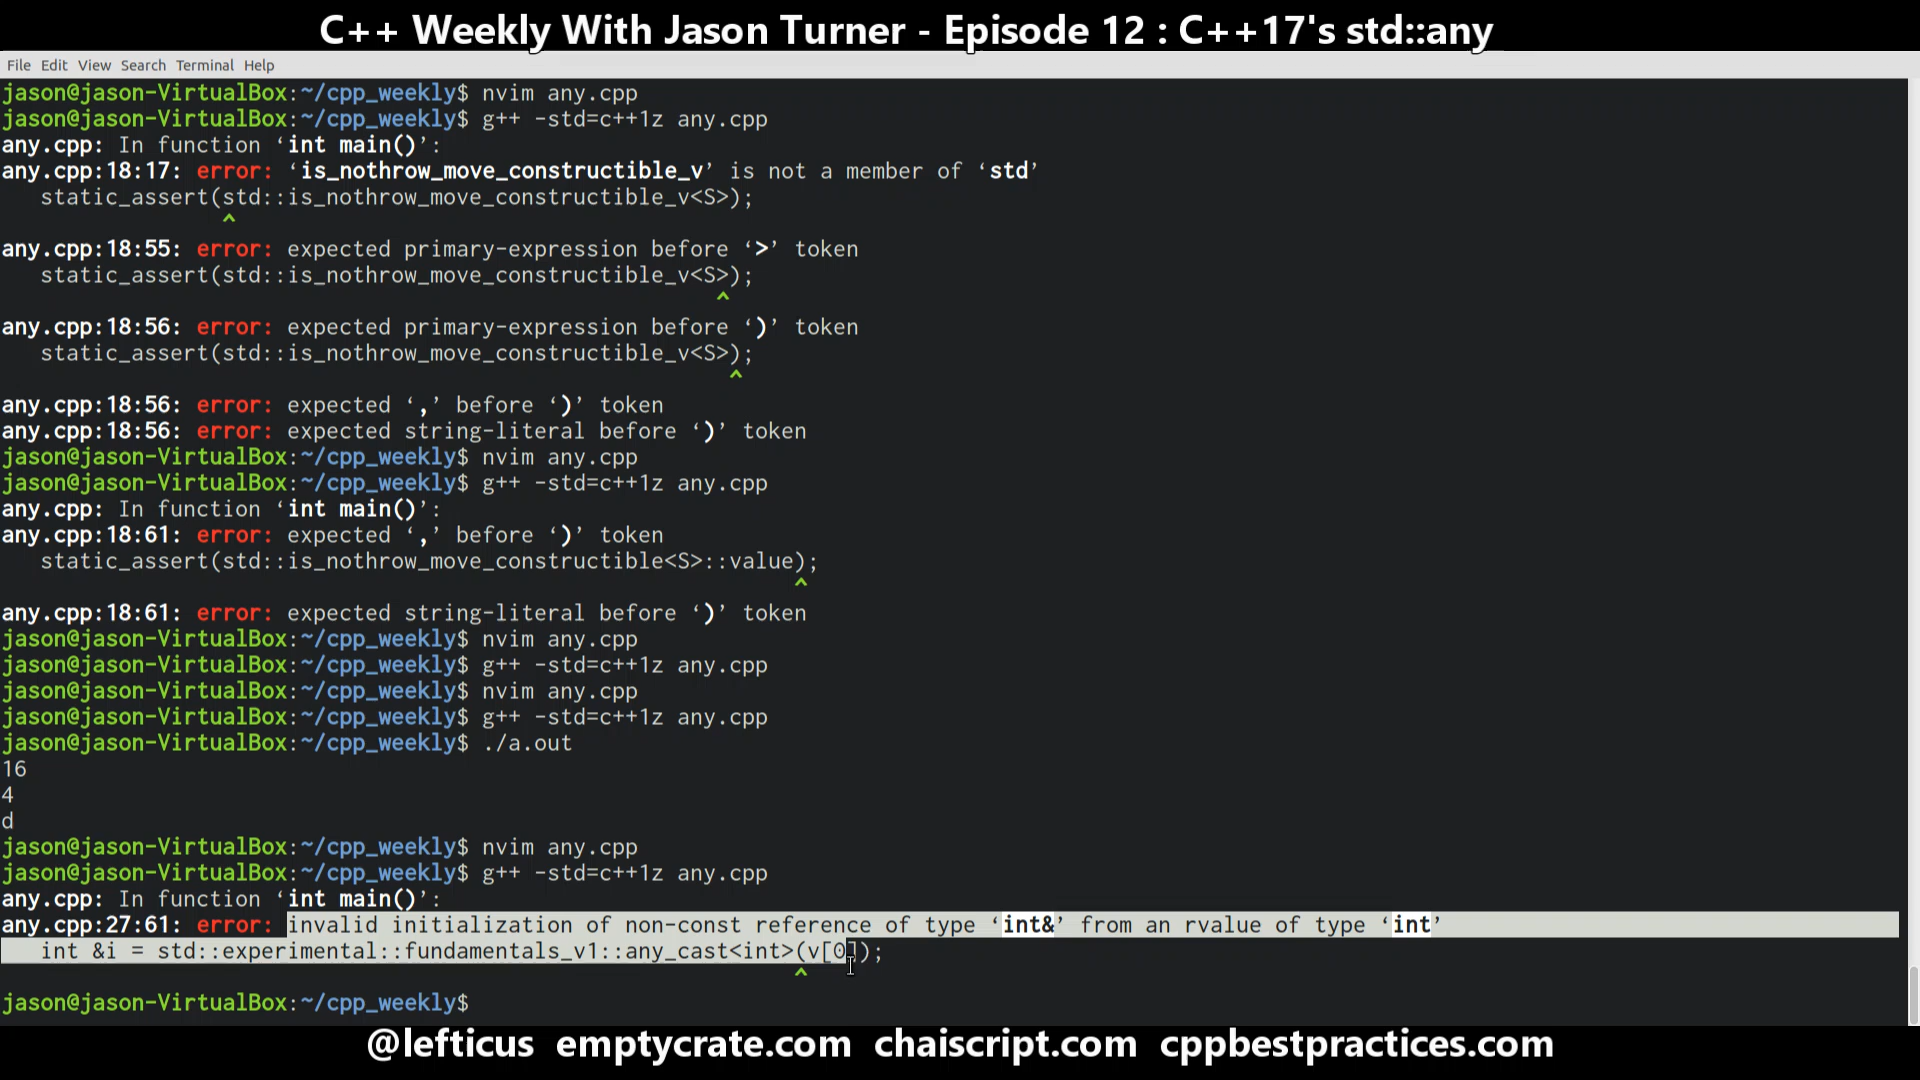 C++ Weekly With Jason Turner - Episode 12 : C++17's std::any
File Edit View Search Terminal Help
jason@jason-VirtualBox:~/cpp_weekly$ nvim any.cpp
jason@jason-VirtualBox:~/cpp_weekly$ g++ -std=c++1z any.cpp
any.cpp: In function ‘int main()’:
any.cpp:18:17: error: ‘is_nothrow_move_constructible_v’ is not a member of ‘std’
static_assert(std::is_nothrow_move_constructible_v<S>);
^
any.cpp:18:55: error: expected primary-expression before ‘>’ token
static_assert(std::is_nothrow_move_constructible_v<S>);
^
any.cpp:18:56: error: expected primary-expression before ‘)’ token
static_assert(std::is_nothrow_move_constructible_v<S>);
^
any.cpp:18:56: error: expected ‘,’ before ‘)’ token
any.cpp:18:56: error: expected string-literal before ‘)’ token
jason@jason-VirtualBox:~/cpp_weekly$ nvim any.cpp
jason@jason-VirtualBox:~/cpp_weekly$ g++ -std=c++1z any.cpp
any.cpp: In function ‘int main()’:
any.cpp:18:61: error: expected ‘,’ before ‘)’ token
static_assert(std::is_nothrow_move_constructible<S>::value);
^
any.cpp:18:61: error: expected string-literal before ‘)’ token
jason@jason-VirtualBox:~/cpp_weekly$ nvim any.cpp
jason@jason-VirtualBox:~/cpp_weekly$ g++ -std=c++1z any.cpp
jason@jason-VirtualBox:~/cpp_weekly$ nvim any.cpp
jason@jason-VirtualBox:~/cpp_weekly$ g++ -std=c++1z any.cpp
jason@jason-VirtualBox:~/cpp_weekly$ ./a.out
16
4
d
jason@jason-VirtualBox:~/cpp_weekly$ nvim any.cpp
jason@jason-VirtualBox:~/cpp_weekly$ g++ -std=c++1z any.cpp
any.cpp: In function ‘int main()’:
any.cpp:27:61: error: invalid initialization of non-const reference of type ‘int&’ from an rvalue of type ‘int’
int &i = std::experimental::fundamentals_v1::any_cast<int>(v[0]);
^
jason@jason-VirtualBox:~/cpp_weekly$
@lefticus emptycrate.com chaiscript.com cppbestpractices.com